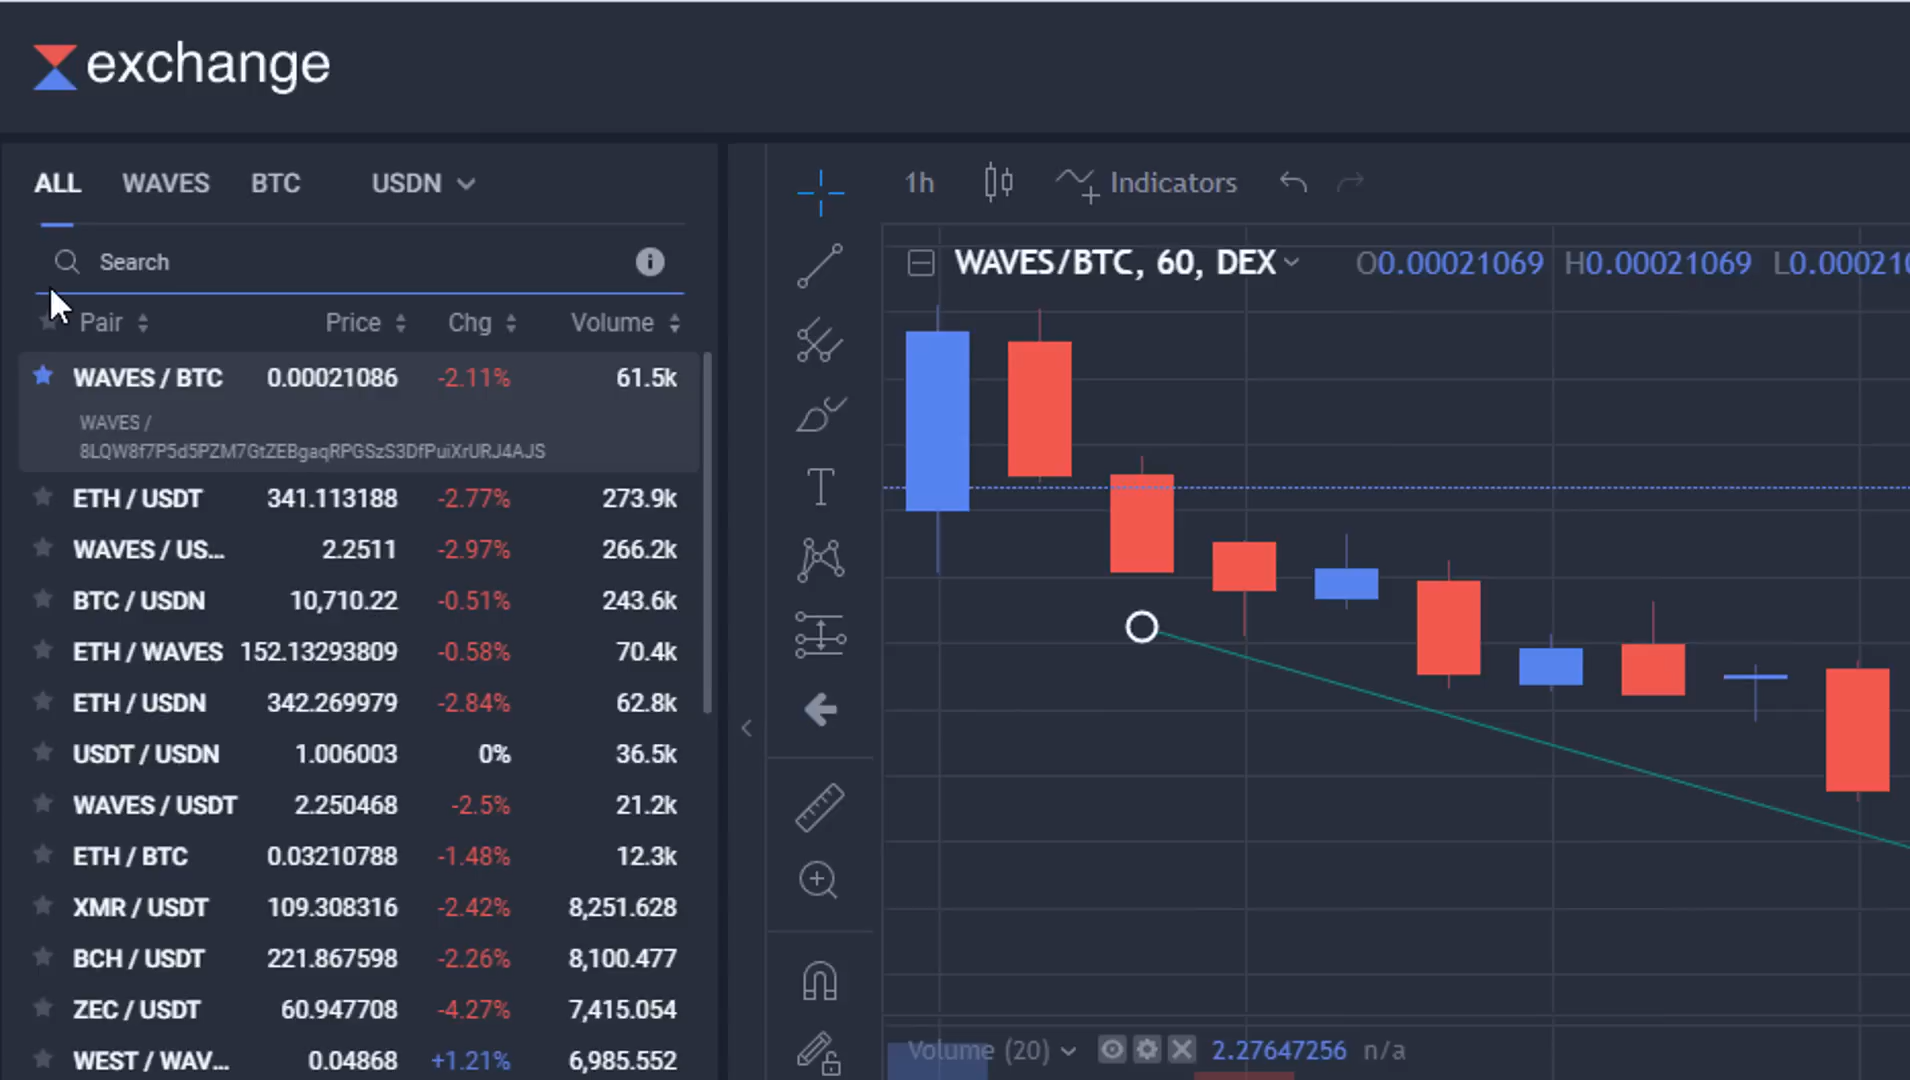 exchange
ALL WAVES BTC USDN
Search
Pair Price Chg Volume
WAVES / BTC 0.00021086 -2.11% 61.5k
WAVES /
8LQW8f7P5d5PZM7GtZEBgaqRPGSzS3DfPuiXrURJ4AJS
ETH / USDT 341.113188 -2.77% 273.9k
WAVES / US... 2.2511 -2.97% 266.2k
BTC / USDN 10,710.22 -0.51% 243.6k
ETH / WAVES 152.13293809 -0.58% 70.4k
ETH / USDN 342.269979 -2.84% 62.8k
USDT / USDN 1.006003 0% 36.5k
WAVES / USDT 2.250468 -2.5% 21.2k
ETH / BTC 0.03210788 -1.48% 12.3k
XMR / USDT 109.308316 -2.42% 8,251.628
BCH / USDT 221.867598 -2.26% 8,100.477
ZEC / USDT 60.947708 -4.27% 7,415.054
WEST / WAV... 0.04868 +1.21% 6,985.552
1h Indicators
WAVES/BTC, 60, DEX O0.00021069 H0.00021069 L0.00021
Volume (20) 2.27647256 n/a